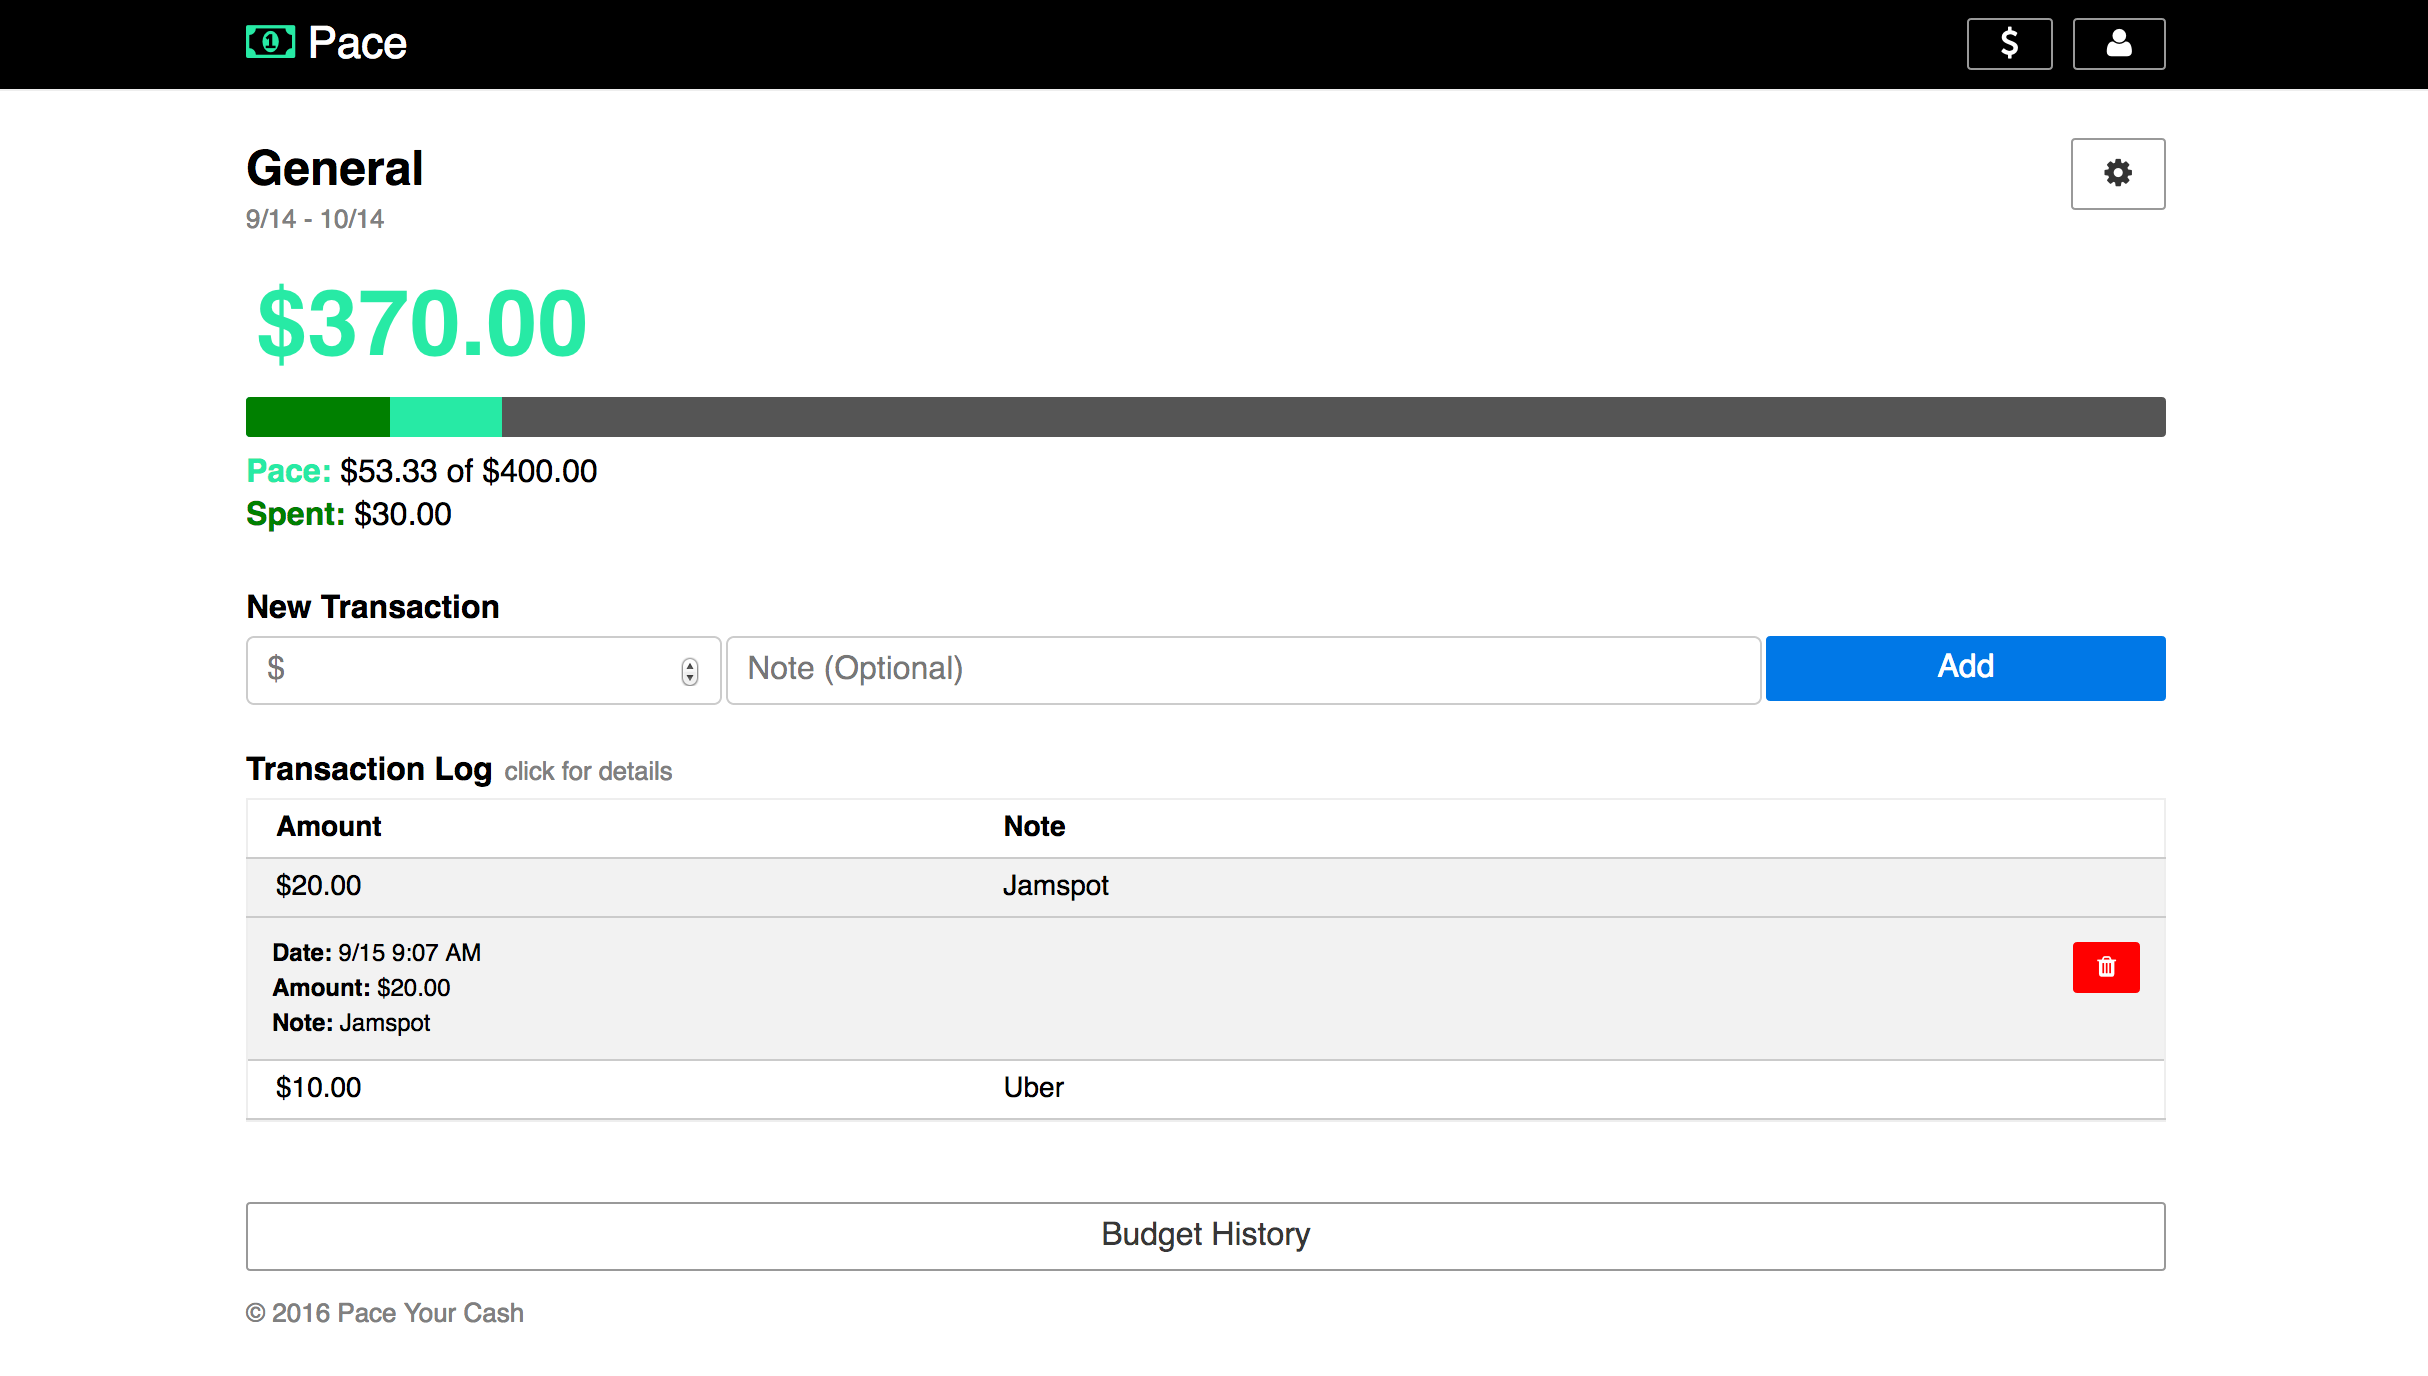 1 Pace $
General
9/14 - 10/14
$370.00
Pace: $53.33 of $400.00
Spent: $30.00
New Transaction
$ Note (Optional) Add
Transaction Log click for details
Amount Note
$20.00 Jamspot
Date: 9/15 9:07 AM
Amount: $20.00
Note: Jamspot
$10.00 Uber
Budget History
© 2016 Pace Your Cash